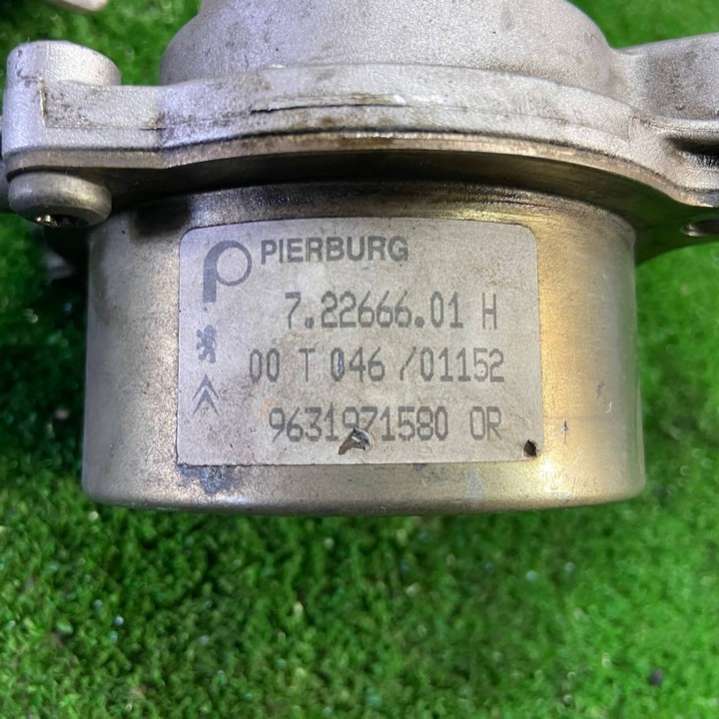 PIERBURG
7.22666.01 H
00 T 046 /01152
9631971580 OR